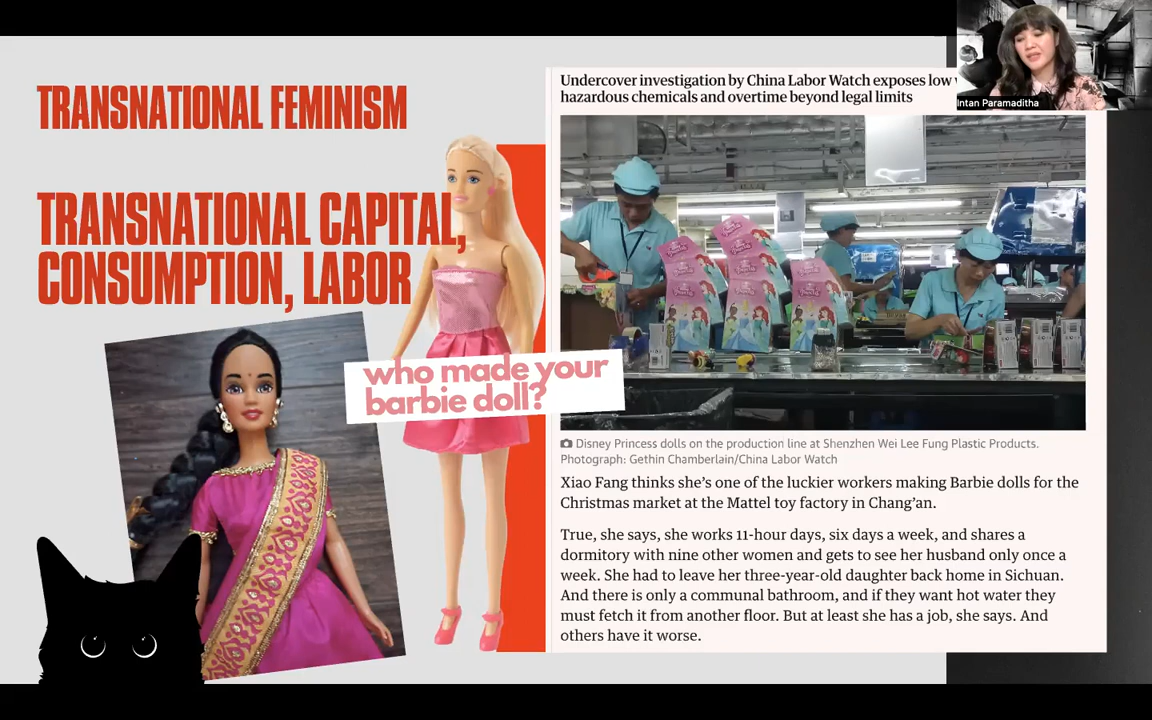 TRANSNATIONAL FEMINISM
TRANSNATIONAL CAPITAL,
CONSUMPTION, LABOR
who made your
barbie doll?
Undercover investigation by China Labor Watch exposes low
hazardous chemicals and overtime beyond legal limits
Intan Paramaditha
Disney Princess dolls on the production line at Shenzhen Wei Lee Fung Plastic Products.
Photograph: Gethin Chamberlain/China Labor Watch
Xiao Fang thinks she’s one of the luckier workers making Barbie dolls for the
Christmas market at the Mattel toy factory in Chang’an.
True, she says, she works 11-hour days, six days a week, and shares a
dormitory with nine other women and gets to see her husband only once a
week. She had to leave her three-year-old daughter back home in Sichuan.
And there is only a communal bathroom, and if they want hot water they
must fetch it from another floor. But at least she has a job, she says. And
others have it worse.